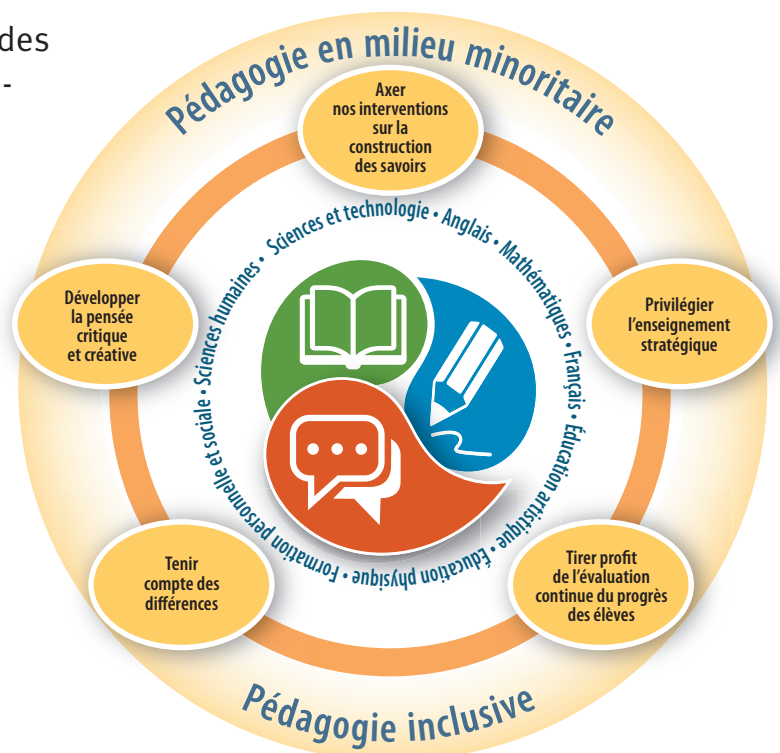 des
-
Pédagogie en milieu minoritaire
Axer
nos interventions
sur la
construction
des savoirs
Développer
la pensée
critique
et créative
Privilégier
l'enseignement
stratégique
Sciences et technologie • Anglais • Mathématiques • Français • Éducation artistique • Éducation physique • Formation personnelle et sociale • Sciences humaines •
Tenir
compte des
différences
Tirer profit
de l'évaluation
continue du progrès
des élèves
Pédagogie inclusive